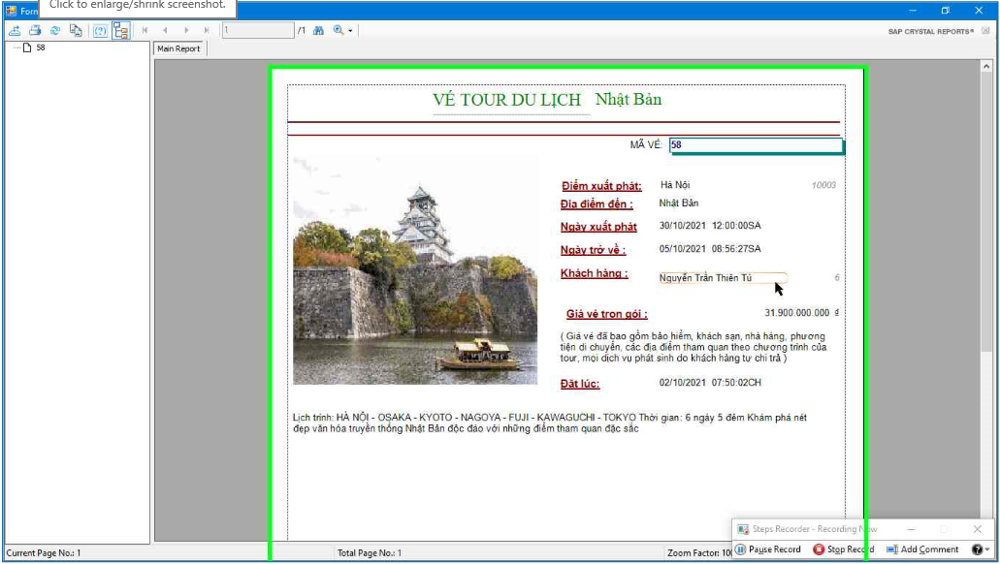 Click to enlarge/shrink screenshot.
Form
1 /1
SAP CRYSTAL REPORTS®
58
Main Report
VÉ TOUR DU LỊCH Nhật Bản
MÃ VÉ: 58
Điểm xuất phát: Hà Nội 10003
Địa điểm đến : Nhật Bản
Ngày xuất phát 30/10/2021 12:00:00SA
Ngày trở về : 05/10/2021 08:56:27SA
Khách hàng : Nguyễn Trần Thiên Tú 6
Giá vé trọn gói : 31.900.000.000 ₫
( Giá vé đã bao gồm bảo hiểm, khách sạn, nhà hàng, phương
tiện di chuyển, các địa điểm tham quan theo chương trình của
tour, mọi dịch vụ phát sinh do khách hàng tự chi trả )
Đặt lúc: 02/10/2021 07:50:02CH
Lịch trình: HÀ NỘI - OSAKA - KYOTO - NAGOYA - FUJI - KAWAGUCHI - TOKYO Thời gian: 6 ngày 5 đêm Khám phá nét
đẹp văn hóa truyền thống Nhật Bản độc đáo với những điểm tham quan đặc sắc
Steps Recorder - Recording Now
Pause Record Stop Record Add Comment
Current Page No.: 1 Total Page No.: 1 Zoom Factor: 10